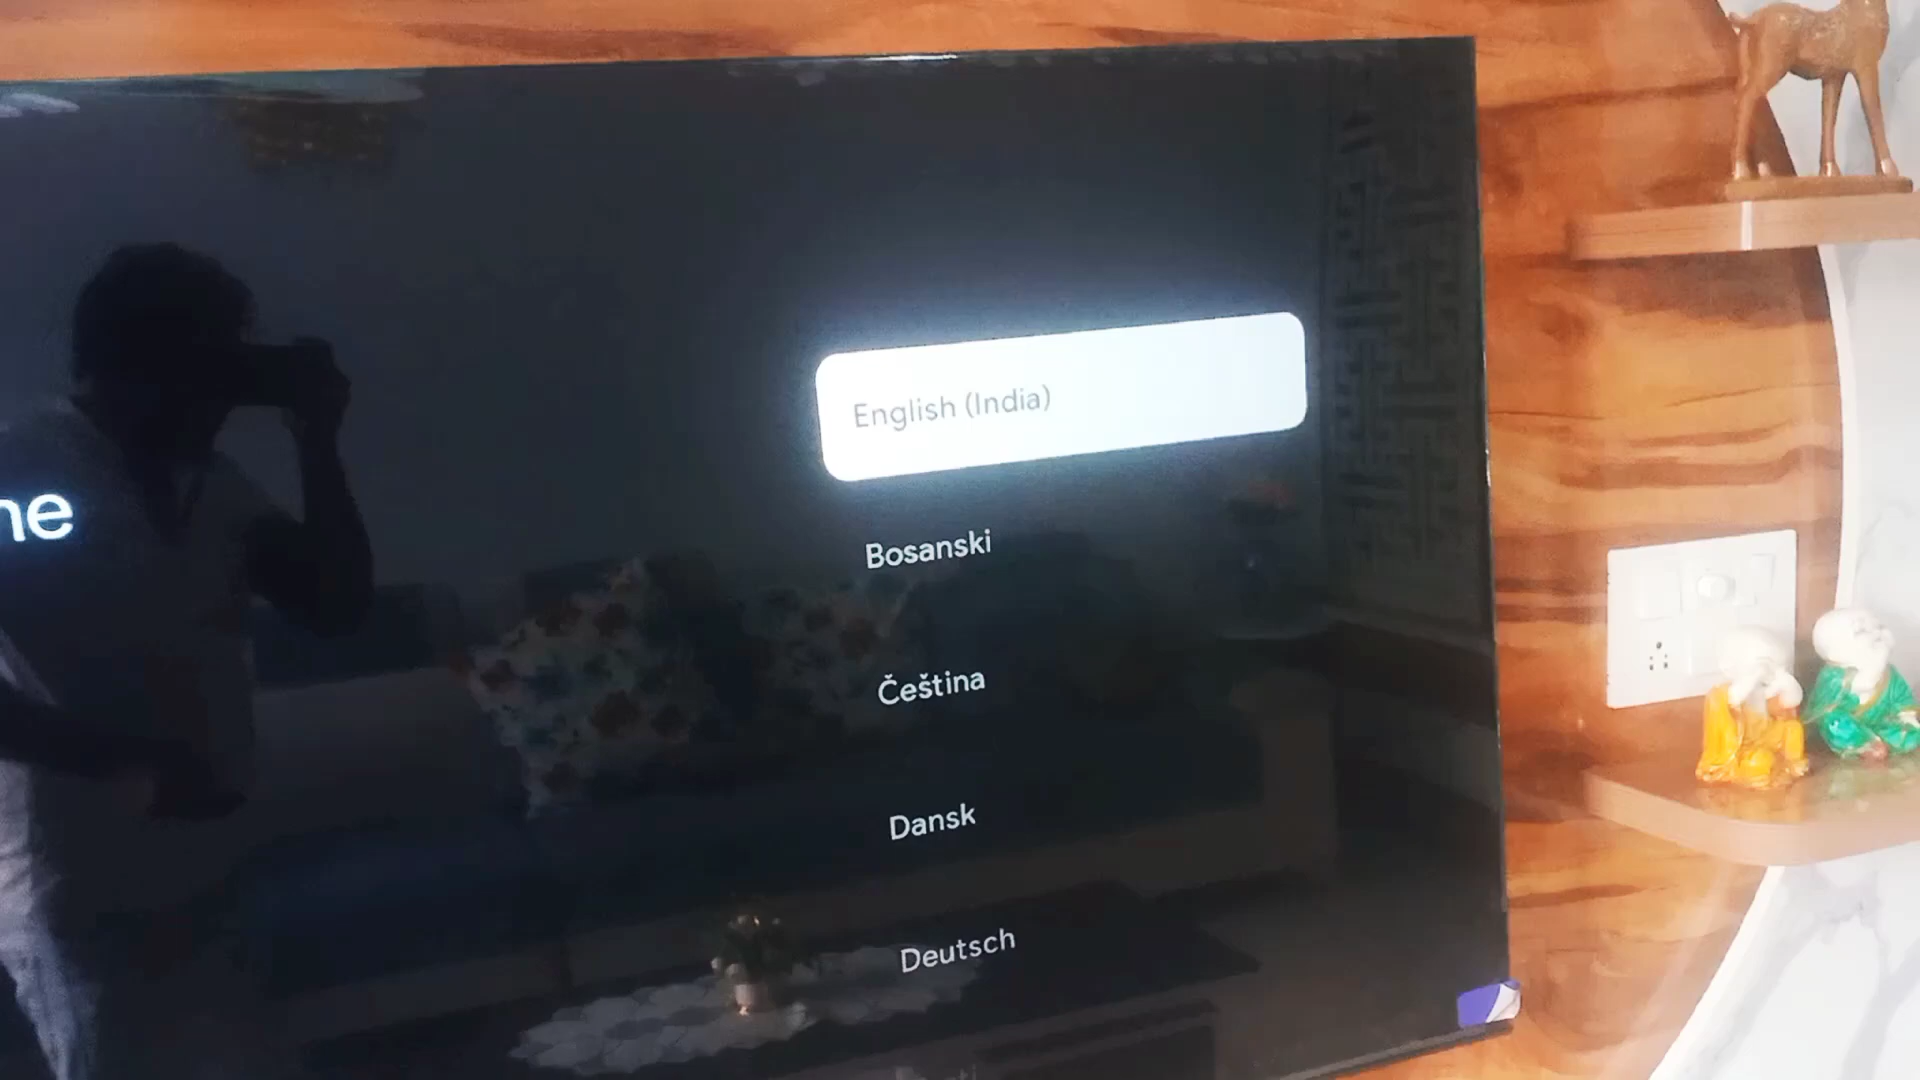 English (India)
ne
Bosanski
Čeština
Dansk
Deutsch